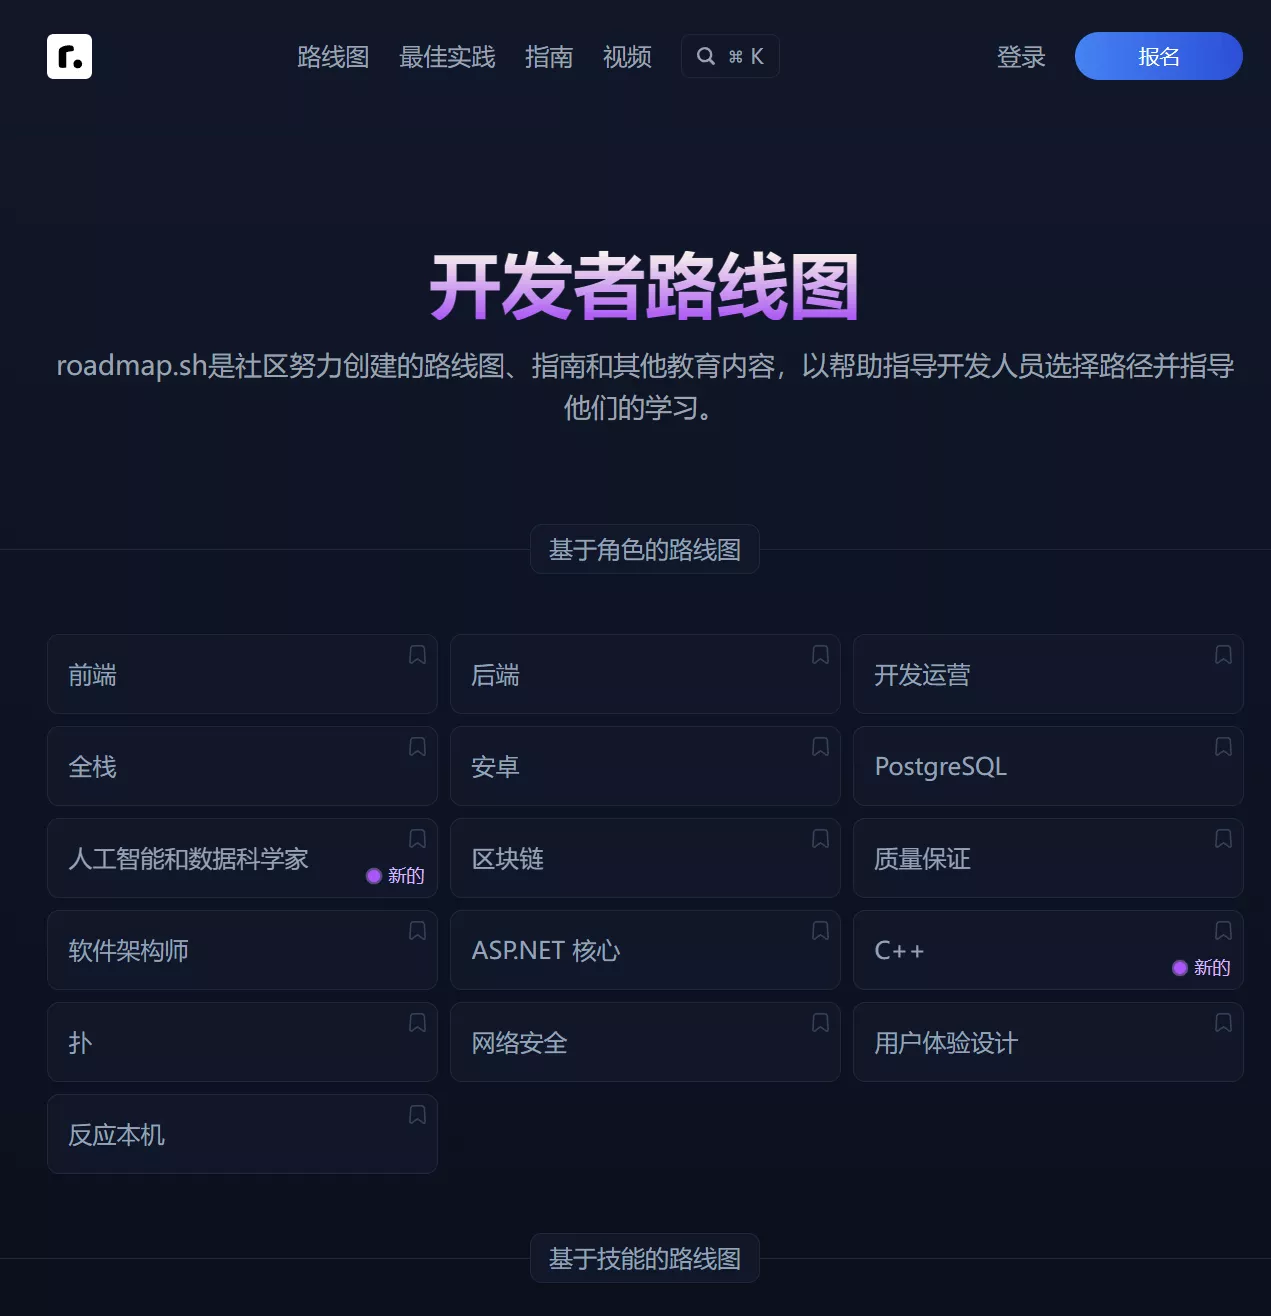 r.
路线图 最佳实践 指南 视频 ⌘ K 登录 报名
开发者路线图
roadmap.sh是社区努力创建的路线图、指南和其他教育内容，以帮助指导开发人员选择路径并指导
他们的学习。
基于角色的路线图
前端 后端 开发运营
全栈 安卓 PostgreSQL
人工智能和数据科学家 新的 区块链 质量保证
软件架构师 ASP.NET 核心 C++ 新的
扑 网络安全 用户体验设计
反应本机
基于技能的路线图